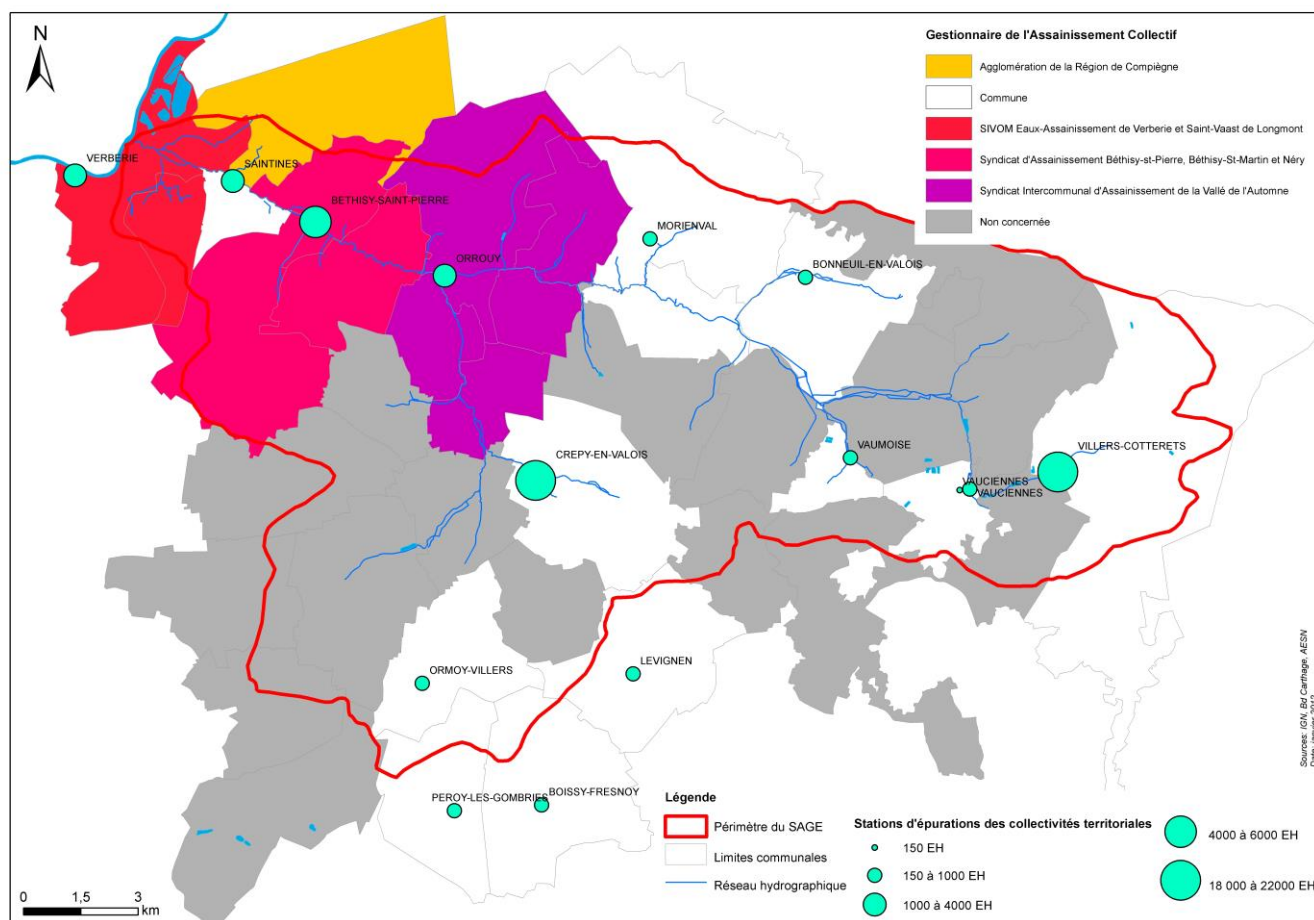 N
Gestionnaire de l'Assainissement Collectif
Agglomération de la Région de Compiègne
Commune
SIVOM Eaux-Assainissement de Verberie et Saint-Vaast de Longmont
Syndicat d'Assainissement Béthisy-st-Pierre, Béthisy-St-Martin et Néry
Syndicat Intercommunal d'Assainissement de la Vallé de l'Automne
Non concernée
VERBERIE
SAINTINES
BETHISY-SAINT-PIERRE
MORIENVAL
ORROUY
BONNEUIL-EN-VALOIS
VAUMOISE
VILLERS-COTTERETS
CREPY-EN-VALOIS
VAUCIENNES
VAUCIENNES
LEVIGNEN
ORMOY-VILLERS
PEROY-LES-GOMBRIES
BOISSY-FRESNOY
Légende
Périmètre du SAGE
Limites communales
Réseau hydrographique
Stations d'épurations des collectivités territoriales
150 EH
150 à 1000 EH
1000 à 4000 EH
4000 à 6000 EH
18 000 à 22000 EH
0 1,5 3
km
Sources: IGN, Bd Carthage, AESN